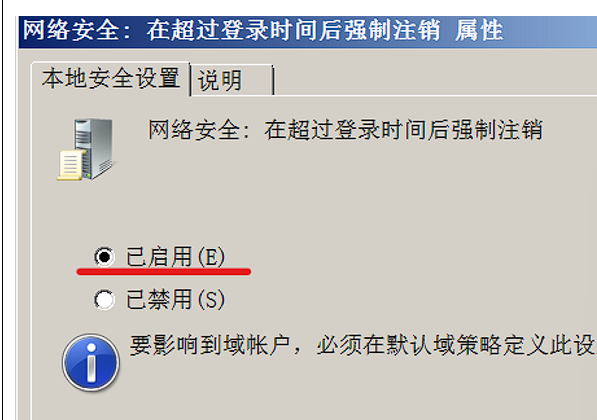 网络安全: 在超过登录时间后强制注销 属性
本地安全设置 说明
网络安全: 在超过登录时间后强制注销
已启用(E)
已禁用(S)
要影响到域帐户，必须在默认域策略定义此设